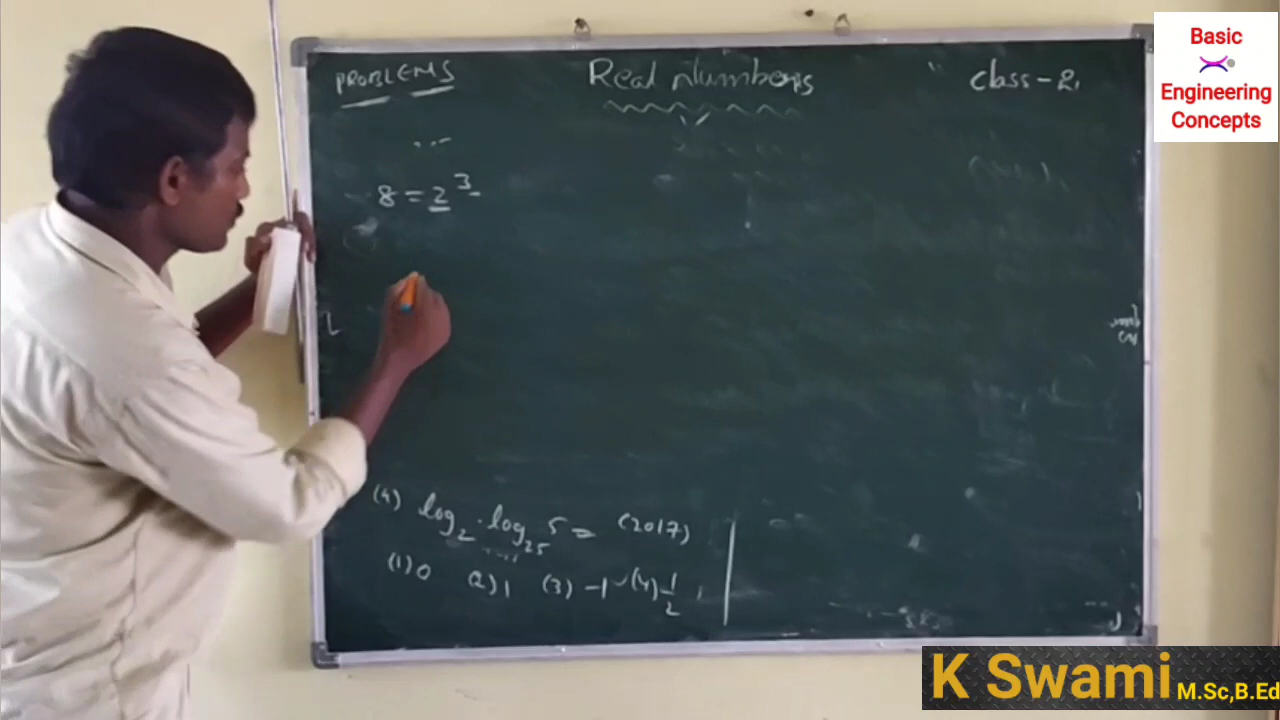 PROBLEMS Real Numbers Class-2.
8 = 2³
(4) log₂ · log₂₅ 5 = (2017)
(1) 0 (2) 1 (3) -1 (4) 1/2
Basic
Engineering
Concepts
K Swami M.Sc,B.Ed